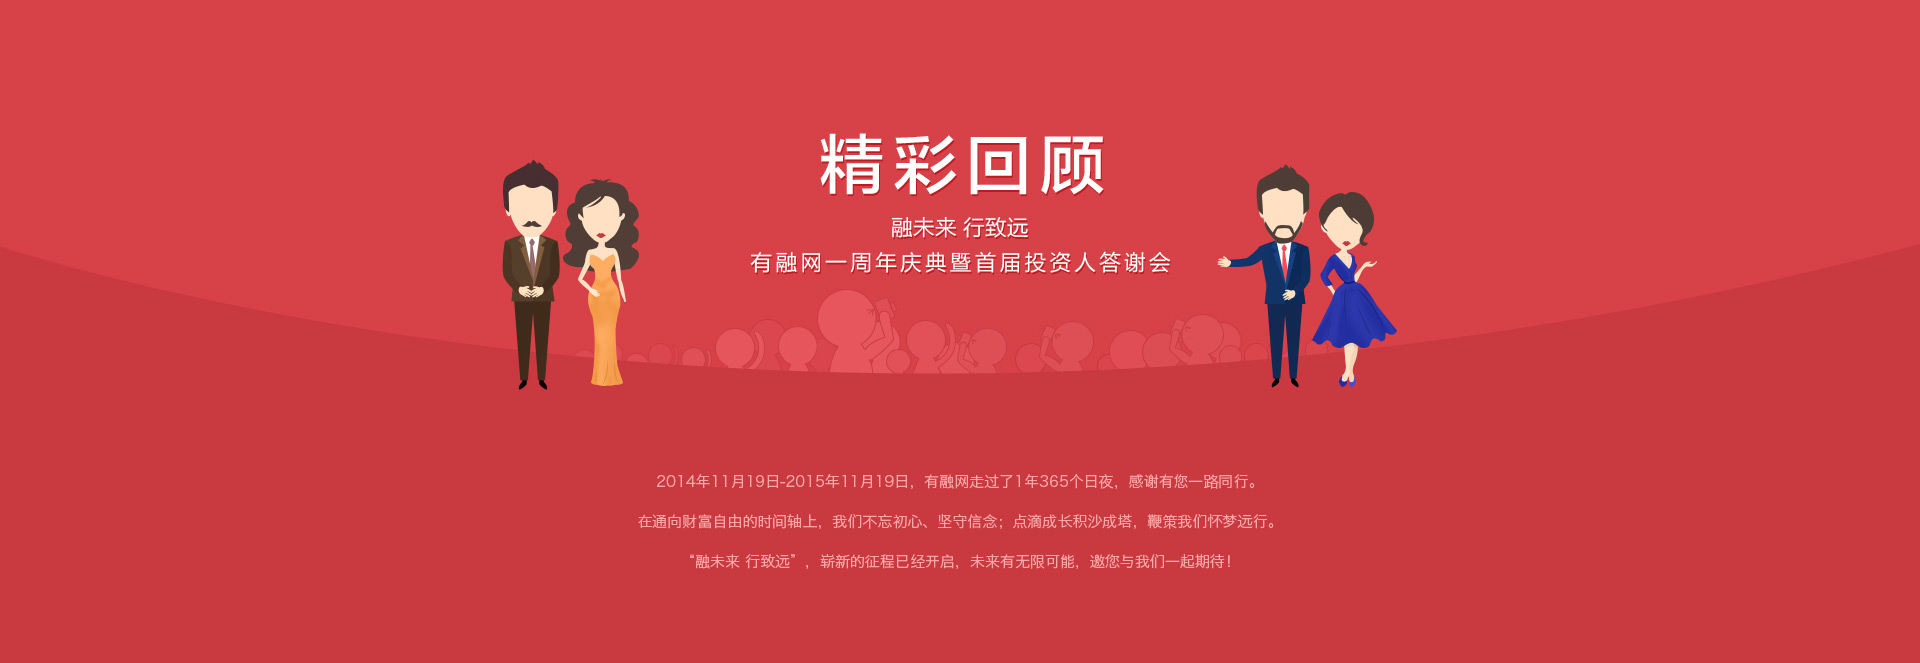 精彩回顾
融未来 行致远
有融网一周年庆典暨首届投资人答谢会
2014年11月19日-2015年11月19日，有融网走过了1年365个日夜，感谢有您一路同行。
在通向财富自由的时间轴上，我们不忘初心、坚守信念；点滴成长积沙成塔，鞭策我们怀梦远行。
“融未来 行致远”，崭新的征程已经开启，未来有无限可能，邀您与我们一起期待！